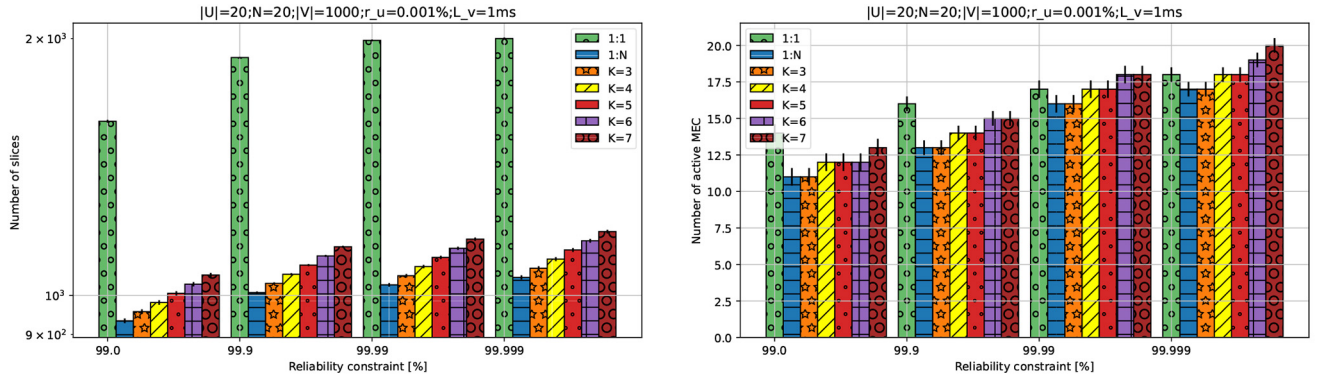 |U|=20;N=20;|V|=1000;r_u=0.001%;L_v=1ms
Number of slices
2 × 10³
10³
9 × 10²
1:1
1:N
K=3
K=4
K=5
K=6
K=7
99.0
99.9
99.99
99.999
Reliability constraint [%]
|U|=20;N=20;|V|=1000;r_u=0.001%;L_v=1ms
Number of active MEC
20.0
17.5
15.0
12.5
10.0
7.5
5.0
2.5
0.0
1:1
1:N
K=3
K=4
K=5
K=6
K=7
99.0
99.9
99.99
99.999
Reliability constraint [%]